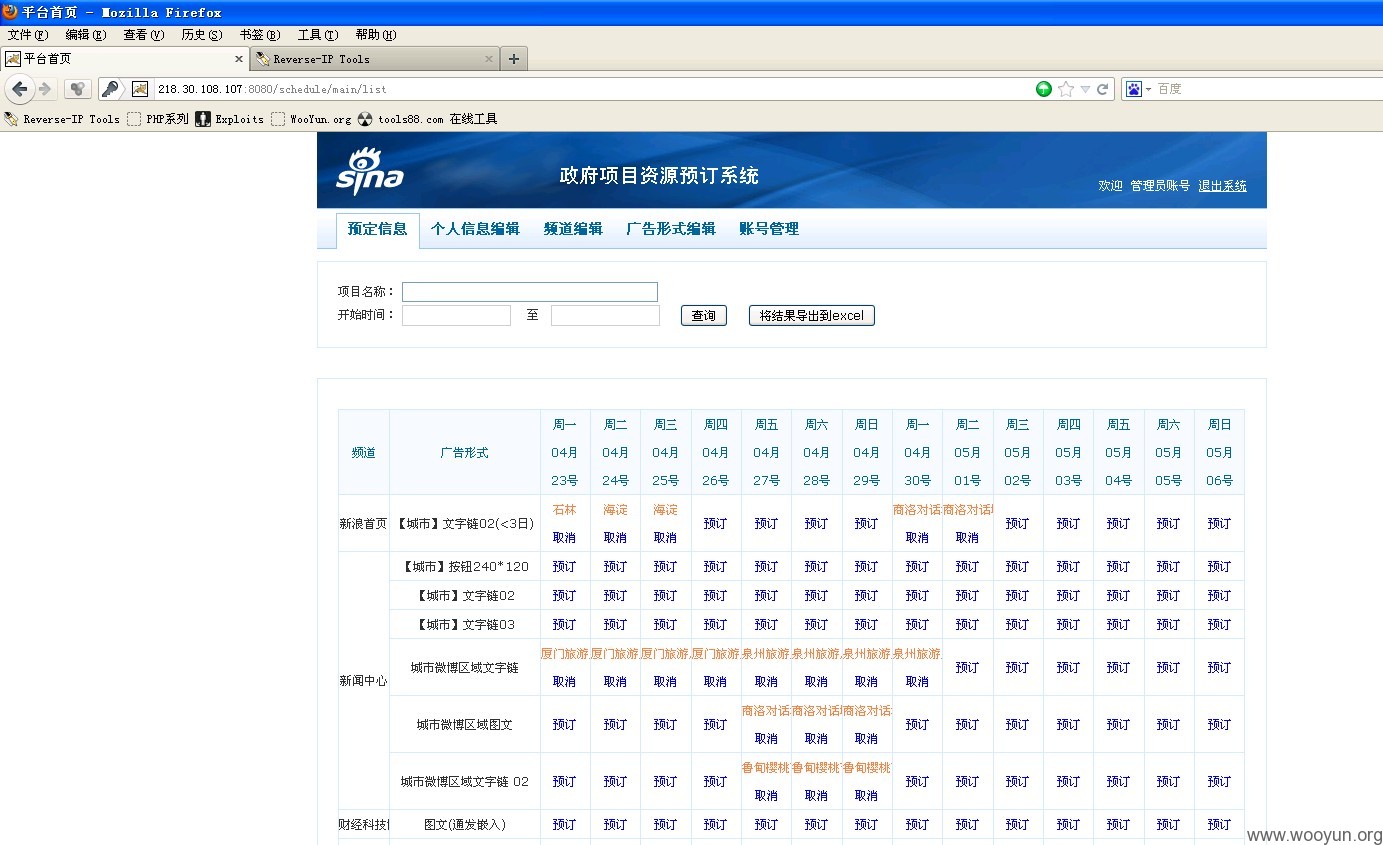 平台首页 - Mozilla Firefox
文件(F) 编辑(E) 查看(V) 历史(S) 书签(B) 工具(T) 帮助(H)
平台首页 × Reverse-IP Tools × +
218.30.108.107:8080/schedule/main/list 百度
Reverse-IP Tools PHP系列 Exploits WooYun.org tools88.com 在线工具
sina 政府项目资源预订系统 欢迎 管理员账号 退出系统
预定信息 个人信息编辑 频道编辑 广告形式编辑 账号管理
项目名称：
开始时间： 至 查询 将结果导出到excel
周一 周二 周三 周四 周五 周六 周日 周一 周二 周三 周四 周五 周六 周日
频道 广告形式 04月 04月 04月 04月 04月 04月 04月 04月 05月 05月 05月 05月 05月 05月
23号 24号 25号 26号 27号 28号 29号 30号 01号 02号 03号 04号 05号 06号
石林 海淀 海淀 商洛对话 商洛对话
新浪首页 【城市】文字链02(<3日) 预订 预订 预订 预订 预订 预订 预订 预订 预订
取消 取消 取消 取消 取消
【城市】按钮240*120 预订 预订 预订 预订 预订 预订 预订 预订 预订 预订 预订 预订 预订 预订
【城市】文字链02 预订 预订 预订 预订 预订 预订 预订 预订 预订 预订 预订 预订 预订 预订
【城市】文字链03 预订 预订 预订 预订 预订 预订 预订 预订 预订 预订 预订 预订 预订 预订
厦门旅游 厦门旅游 厦门旅游 厦门旅游 泉州旅游 泉州旅游 泉州旅游 泉州旅游
城市微博区域文字链 预订 预订 预订 预订 预订 预订
新闻中心 取消 取消 取消 取消 取消 取消 取消 取消
商洛对话 商洛对话 商洛对话
城市微博区域图文 预订 预订 预订 预订 预订 预订 预订 预订 预订 预订 预订
取消 取消 取消
鲁甸樱桃 鲁甸樱桃 鲁甸樱桃
城市微博区域文字链 02 预订 预订 预订 预订 预订 预订 预订 预订 预订 预订 预订
取消 取消 取消
财经科技 图文(通发嵌入) 预订 预订 预订 预订 预订 预订 预订 预订 预订 预订 预订 预订 预订 预订
www.wooyun.org